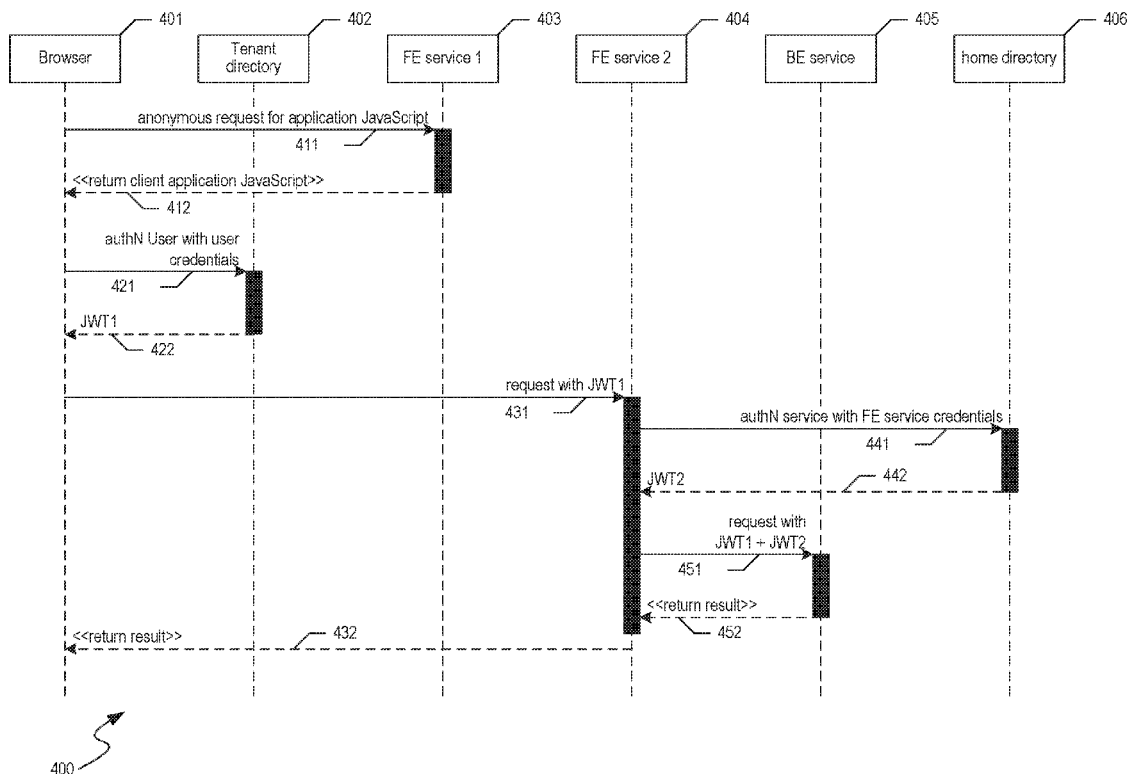 401
402
403
404
405
406
Browser
Tenant
directory
FE service 1
FE service 2
BE service
home directory
anonymous request for application JavaScript
411
<<return client application JavaScript>>
412
authN User with user
credentials
421
JWT1
422
request with JWT1
431
authN service with FE service credentials
441
442
JWT2
request with
JWT1 + JWT2
451
<<return result>>
452
<<return result>>
432
400